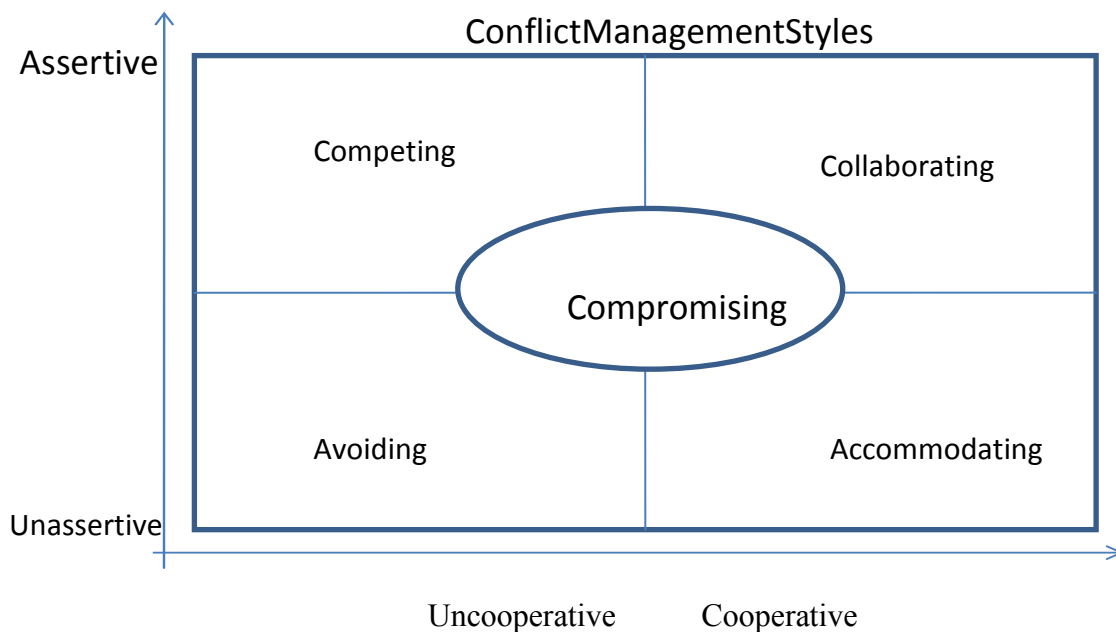 ConflictManagementStyles
Assertive
Competing
Collaborating
Compromising
Avoiding
Accommodating
Unassertive
Uncooperative Cooperative